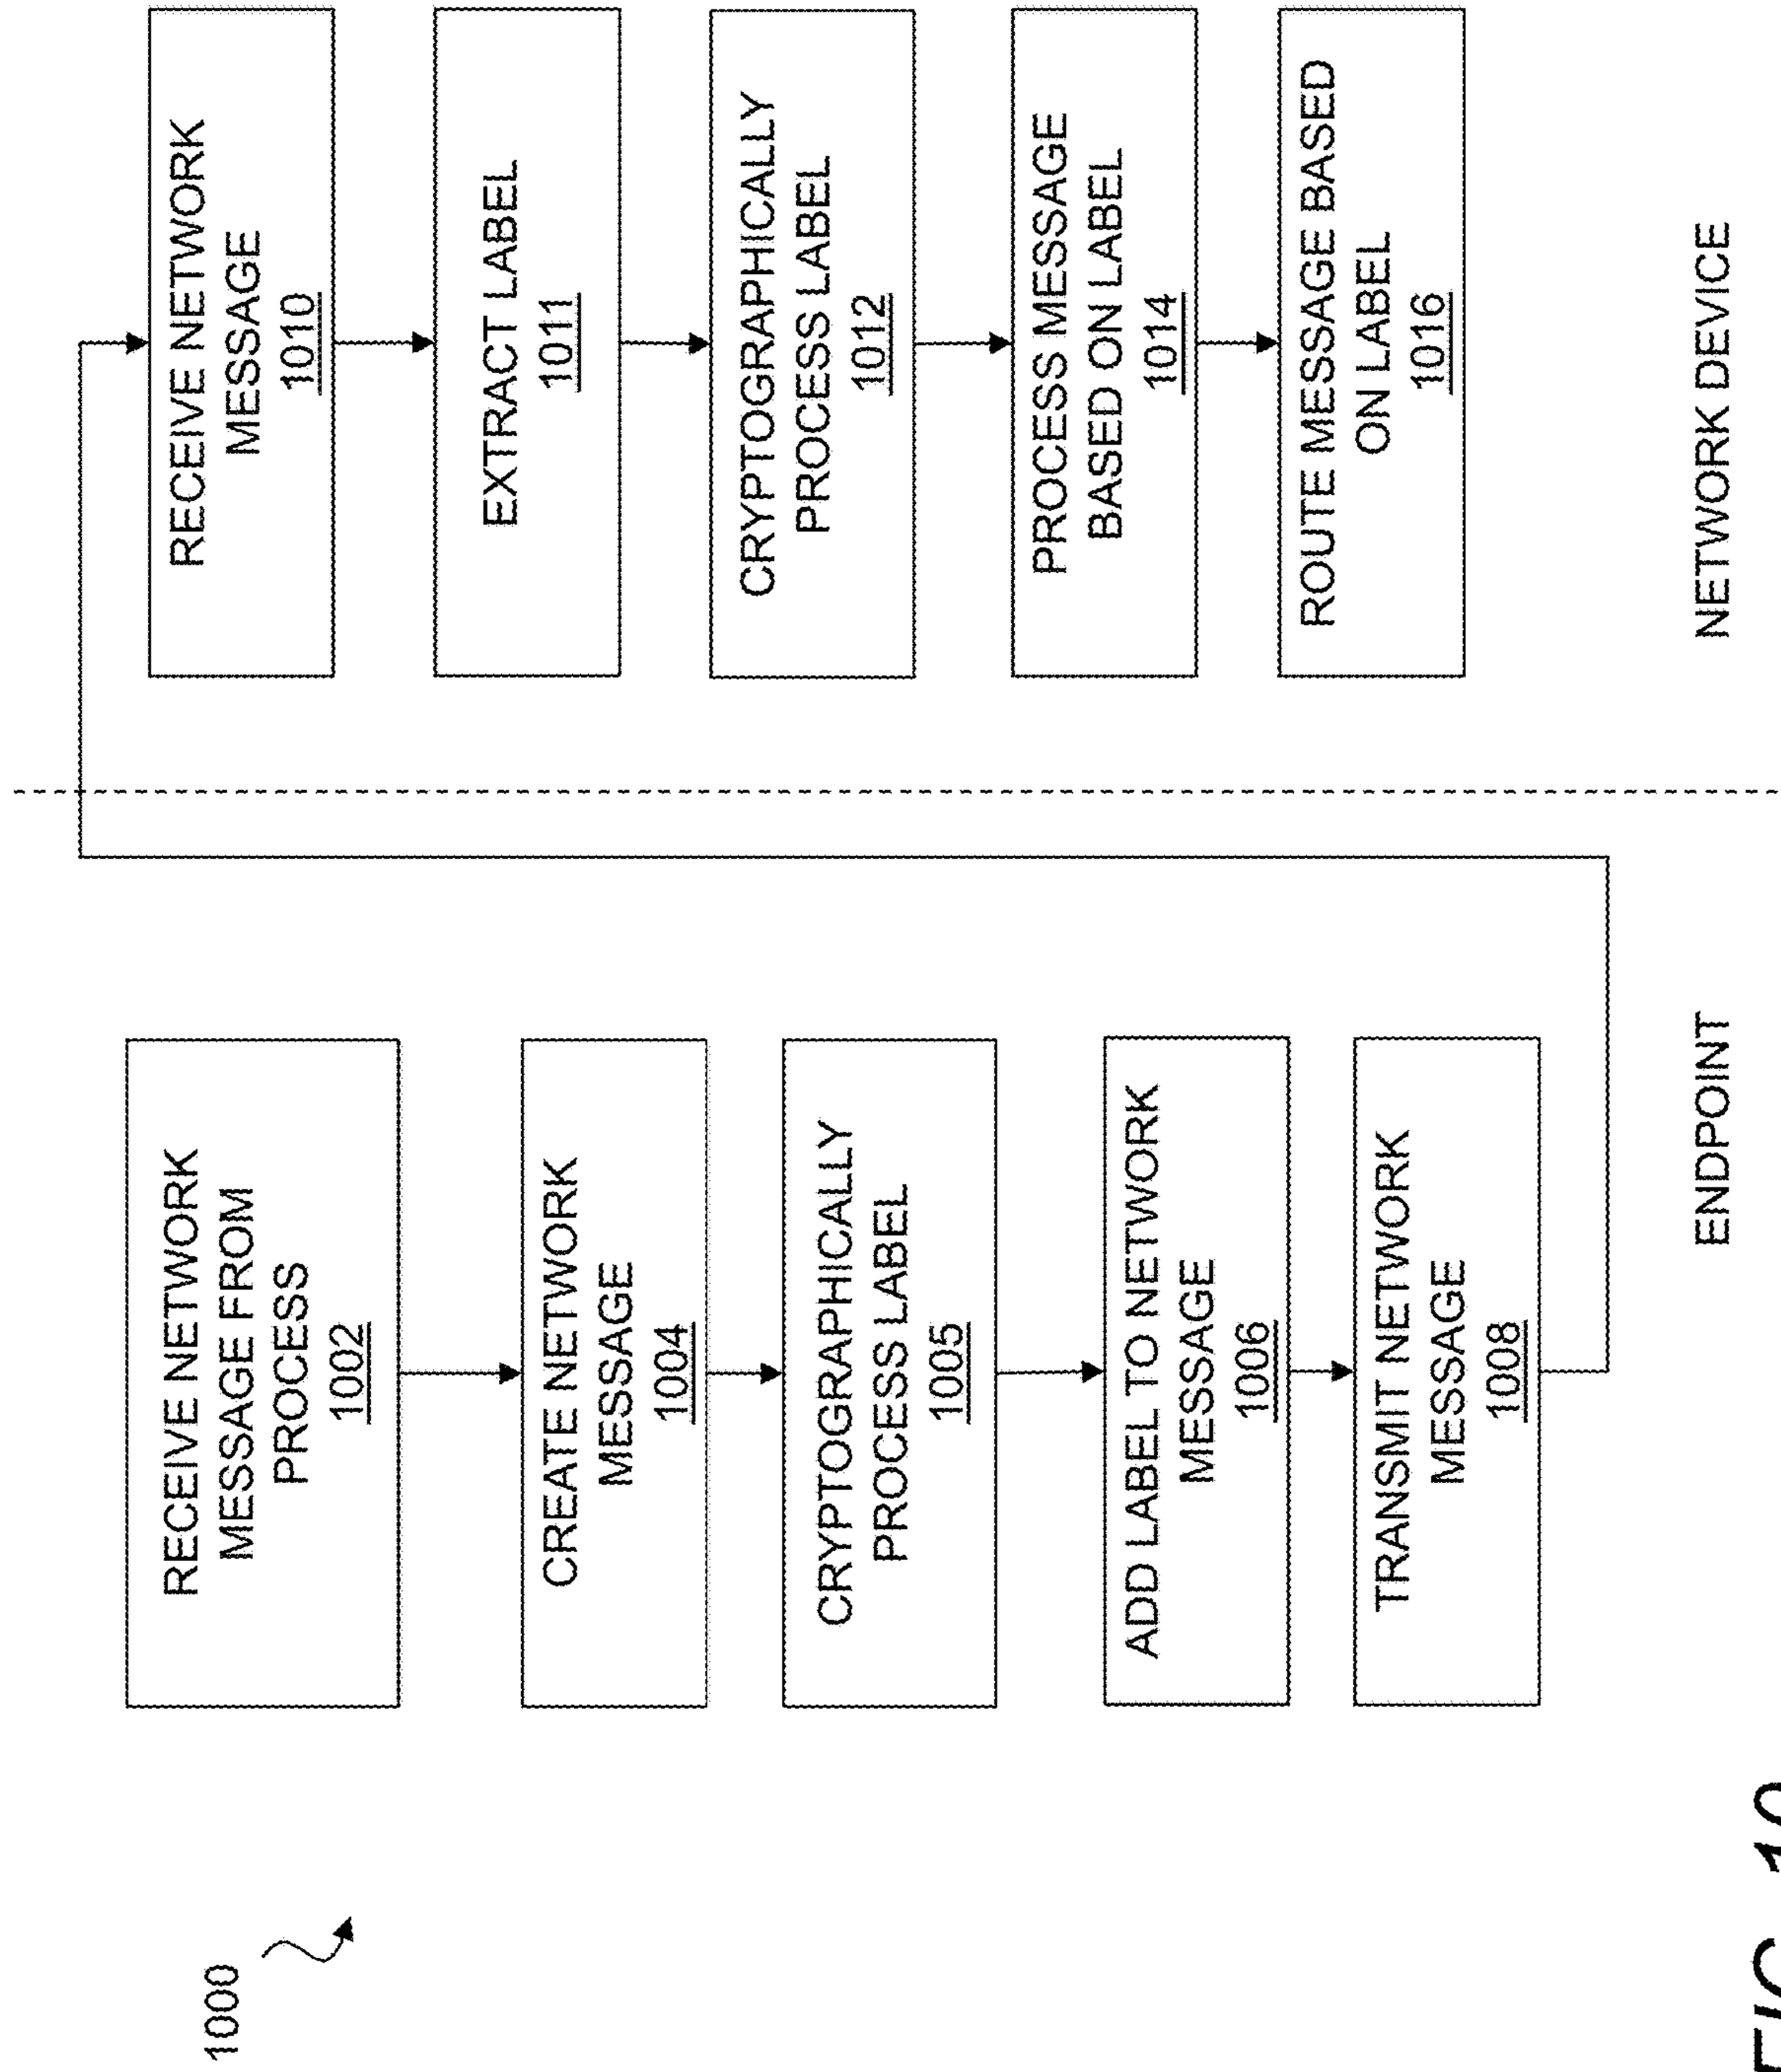 1000
RECEIVE NETWORK
MESSAGE FROM
PROCESS
1002
CREATE NETWORK
MESSAGE
1004
CRYPTOGRAPHICALLY
PROCESS LABEL
1005
ADD LABEL TO NETWORK
MESSAGE
1006
TRANSMIT NETWORK
MESSAGE
1008
ENDPOINT
RECEIVE NETWORK
MESSAGE
1010
EXTRACT LABEL
1011
CRYPTOGRAPHICALLY
PROCESS LABEL
1012
PROCESS MESSAGE
BASED ON LABEL
1014
ROUTE MESSAGE BASED
ON LABEL
1016
NETWORK DEVICE
FIG. 10